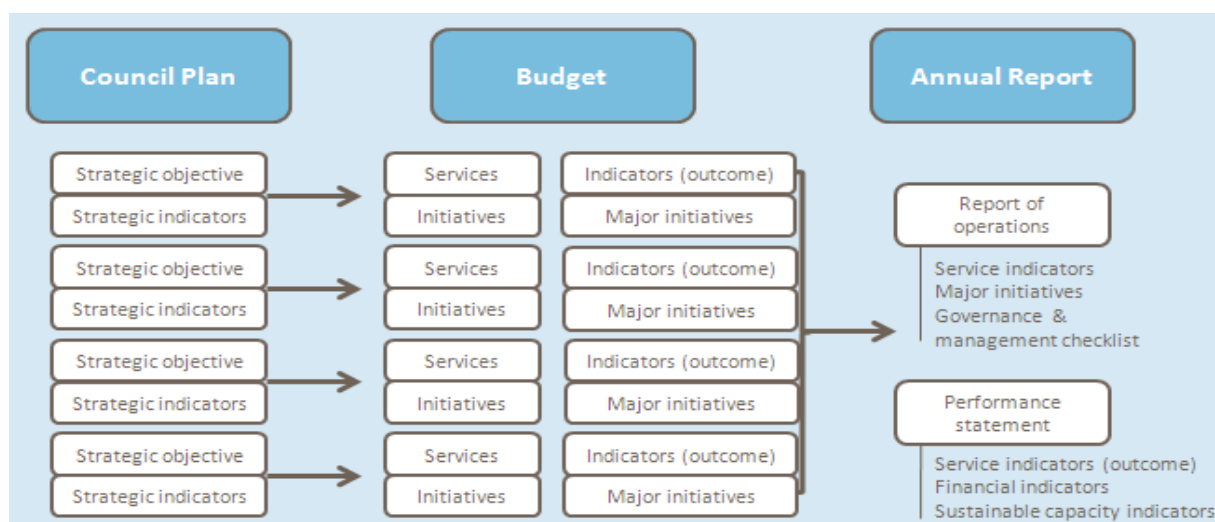 Council Plan
Budget
Annual Report
Strategic objective
Strategic indicators
Services
Initiatives
Indicators (outcome)
Major initiatives
Strategic objective
Strategic indicators
Services
Initiatives
Indicators (outcome)
Major initiatives
Strategic objective
Strategic indicators
Services
Initiatives
Indicators (outcome)
Major initiatives
Strategic objective
Strategic indicators
Services
Initiatives
Indicators (outcome)
Major initiatives
Report of
operations
Service indicators
Major initiatives
Governance &
management checklist
Performance
statement
Service indicators (outcome)
Financial indicators
Sustainable capacity indicators